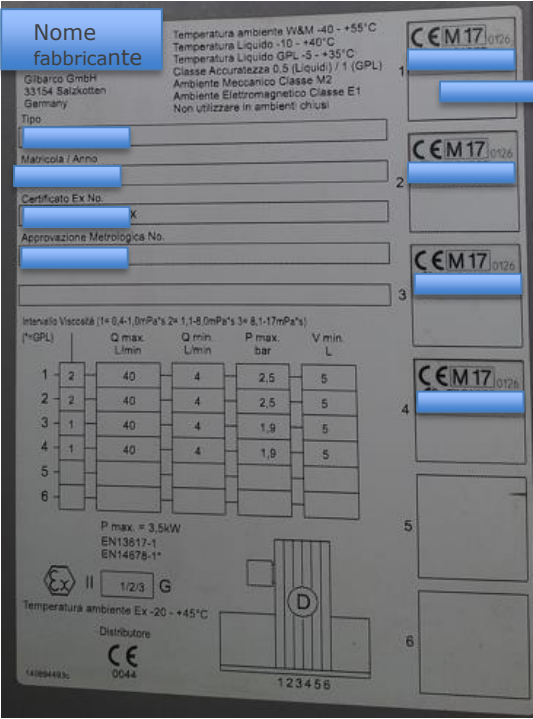 Nome
fabbricante
Gilbarco GmbH
33154 Salzkotten
Germany
Temperatura ambiente W&M -40 - +55°C
Temperatura Liquido -10 - +40°C
Temperatura Liquido GPL -5 - +35°C
Classe Accuratezza 0,5 (Liquidi) / 1 (GPL)
Ambiente Meccanico Classe M2
Ambiente Elettromagnetico Classe E1
Non utilizzare in ambienti chiusi
Tipo
Matricola / Anno
Certificato Ex No.
X
Approvazione Metrologica No.
Intervallo Viscosità (1= 0,4-1,0mPa*s 2= 1,1-8,0mPa*s 3= 8,1-17mPa*s)
(*=GPL) Q max. L/min Q min. L/min P max. bar V min. L
1 2 40 4 2,5 5
2 2 40 4 2,5 5
3 1 40 4 1,9 5
4 1 40 4 1,9 5
5
6
P max. = 3,5kW
EN13617-1
EN14678-1*
Ex II 1/2/3 G
Temperatura ambiente Ex -20 - +45°C
Distributore
CE
0044
D
123456
1 CE M17 0126
2 CE M17 0126
3 CE M17 0126
4 CE M17 0126
5
6